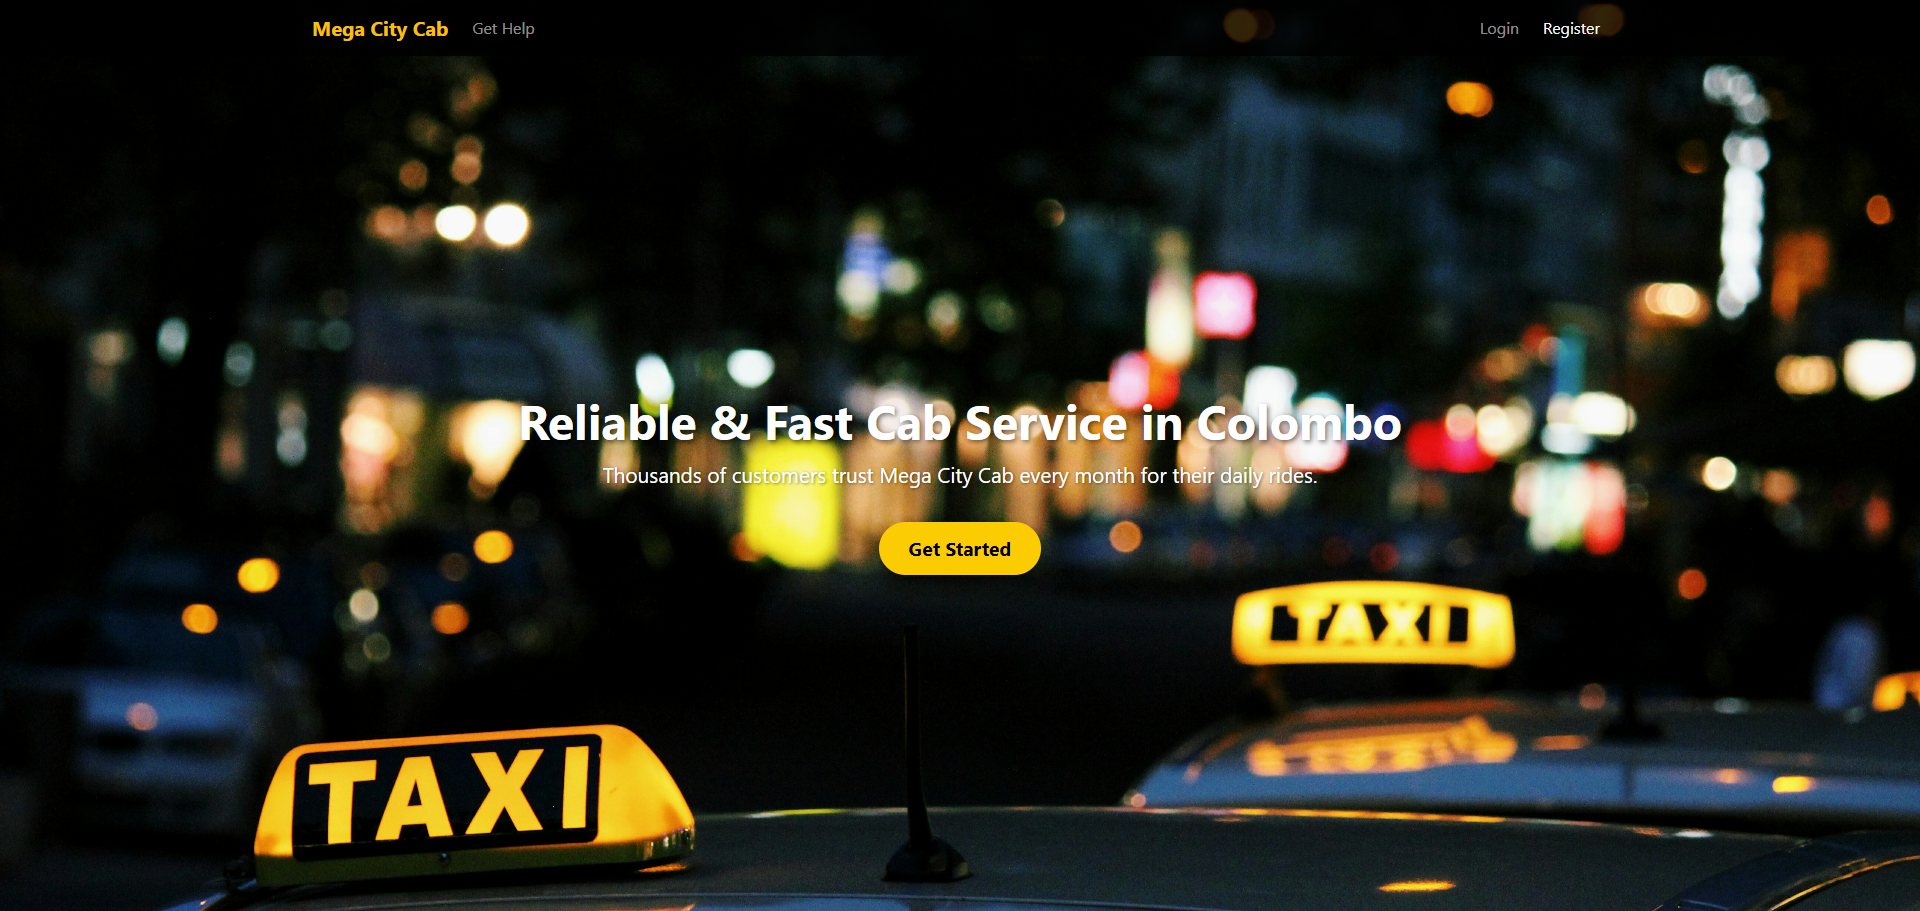 Mega City Cab
Get Help
Login
Register
Reliable & Fast Cab Service in Colombo
Thousands of customers trust Mega City Cab every month for their daily rides.
Get Started
TAXI
TAXI